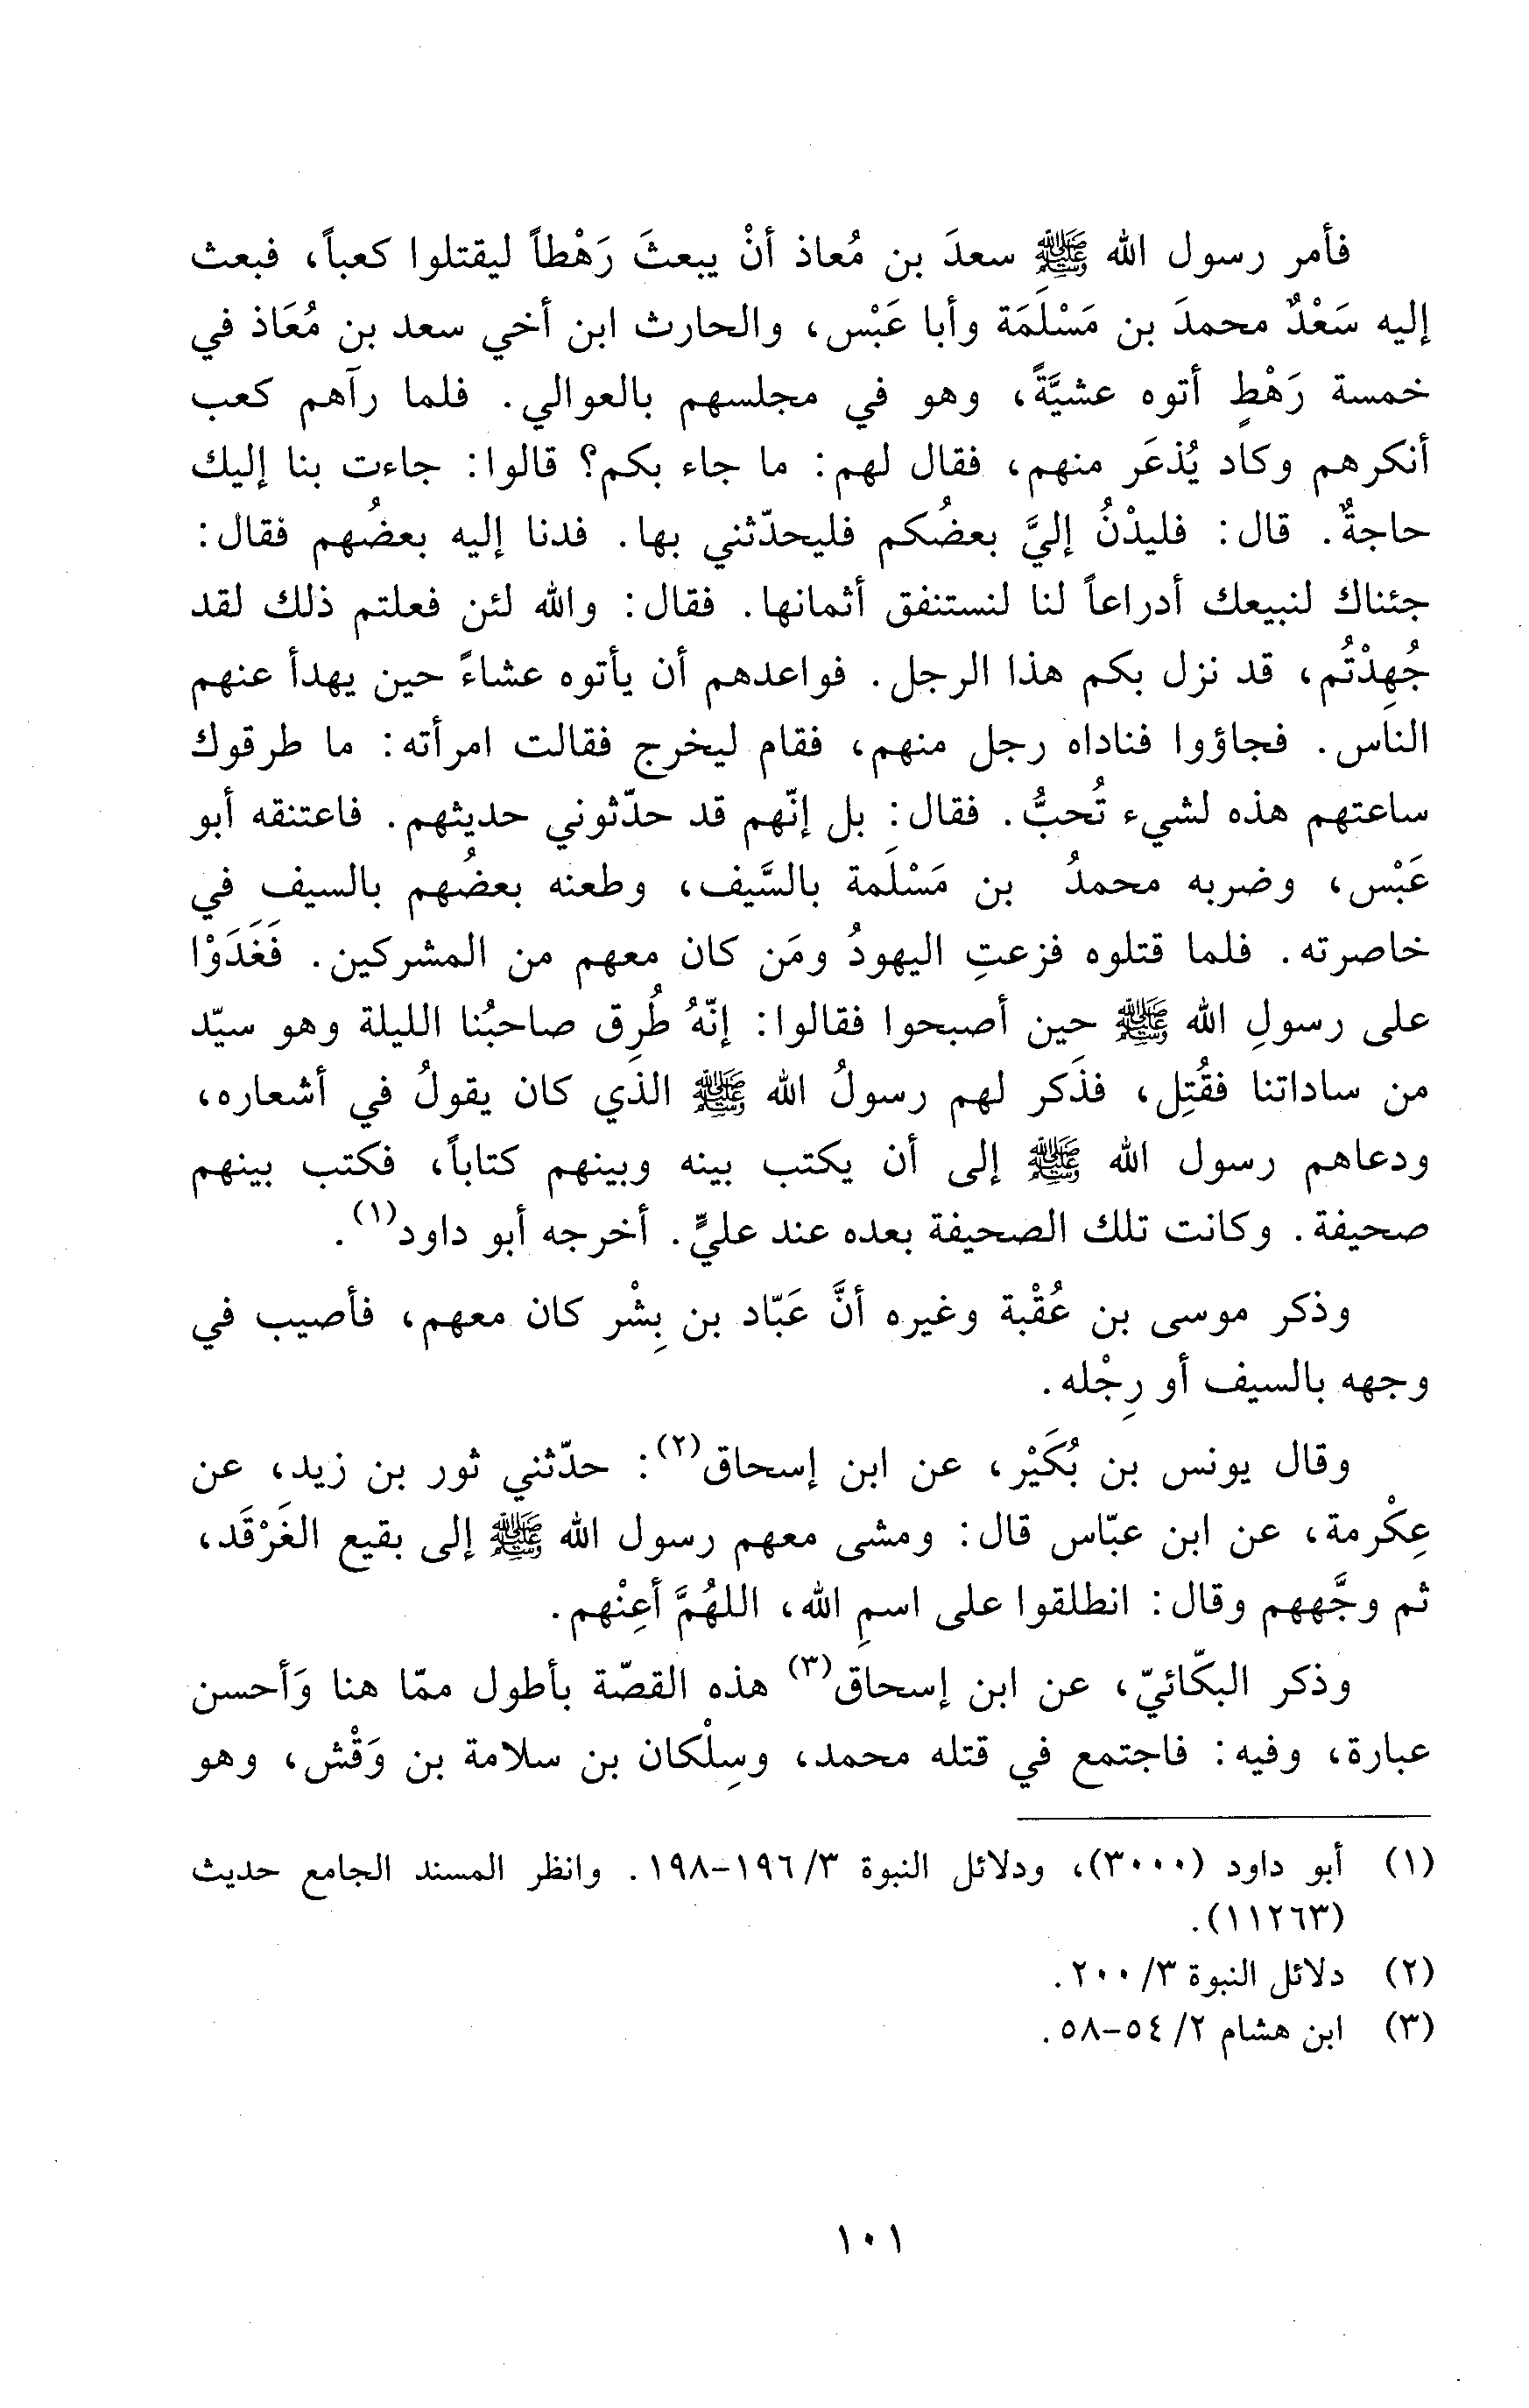 فأمر رسول الله ﷺ سعدَ بن مُعاذ أنْ يبعثَ رَهْطاً ليقتلوا كعباً، فبعث
إليه سَعْدٌ محمدَ بن مَسْلَمَة وأبا عَبْس، والحارث ابن أخي سعد بن مُعَاذ في
خمسة رَهْطٍ أتوه عشيَّةً، وهو في مجلسهم بالعوالي. فلما رآهم كعب
أنكرهم وكاد يُذعَر منهم، فقال لهم: ما جاء بكم؟ قالوا: جاءت بنا إليك
حاجةٌ. قال: فليدْنُ إليَّ بعضُكم فليحدّثني بها. فدنا إليه بعضُهم فقال:
جئناك لنبيعك أدراعاً لنا لنستنفق أثمانها. فقال: والله لئن فعلتم ذلك لقد
جُهِدْتُم، قد نزل بكم هذا الرجل. فواعدهم أن يأتوه عشاءً حين يهدأ عنهم
الناس. فجاؤوا فناداه رجل منهم، فقام ليخرج فقالت امرأته: ما طرقوك
ساعتهم هذه لشيء تُحبُّ. فقال: بل إنّهم قد حدّثوني حديثهم. فاعتنقه أبو
عَبْس، وضربه محمدُ بن مَسْلَمة بالسَّيف، وطعنه بعضُهم بالسيف في
خاصرته. فلما قتلوه فزعتِ اليهودُ ومَن كان معهم من المشركين. فَغَدَوْا
على رسولِ الله ﷺ حين أصبحوا فقالوا: إنّهُ طُرِق صاحبُنا الليلة وهو سيّد
من ساداتنا فقُتِل، فذَكر لهم رسولُ الله ﷺ الذي كان يقولُ في أشعاره،
ودعاهم رسول الله ﷺ إلى أن يكتب بينه وبينهم كتاباً، فكتب بينهم
صحيفة. وكانت تلك الصحيفة بعده عند عليٍّ. أخرجه أبو داود(١).
وذكر موسى بن عُقْبة وغيره أنَّ عَبّاد بن بِشْر كان معهم، فأصيب في
وجهه بالسيف أو رِجْله.
وقال يونس بن بُكَيْر، عن ابن إسحاق(٢): حدّثني ثور بن زيد، عن
عِكْرمة، عن ابن عبّاس قال: ومشى معهم رسول الله ﷺ إلى بقيع الغَرْقَد،
ثم وجَّههم وقال: انطلقوا على اسمِ الله، اللهُمَّ أعِنْهم.
وذكر البكّائيّ، عن ابن إسحاق(٣) هذه القصّة بأطول ممّا هنا وَأحسن
عبارة، وفيه: فاجتمع في قتله محمد، وسِلْكان بن سلامة بن وَقْش، وهو
(١) أبو داود (٣٠٠٠)، ودلائل النبوة ٣/ ١٩٦-١٩٨. وانظر المسند الجامع حديث
(١١٢٦٣).
(٢) دلائل النبوة ٣/ ٢٠٠.
(٣) ابن هشام ٢/ ٥٤-٥٨.
١٠١